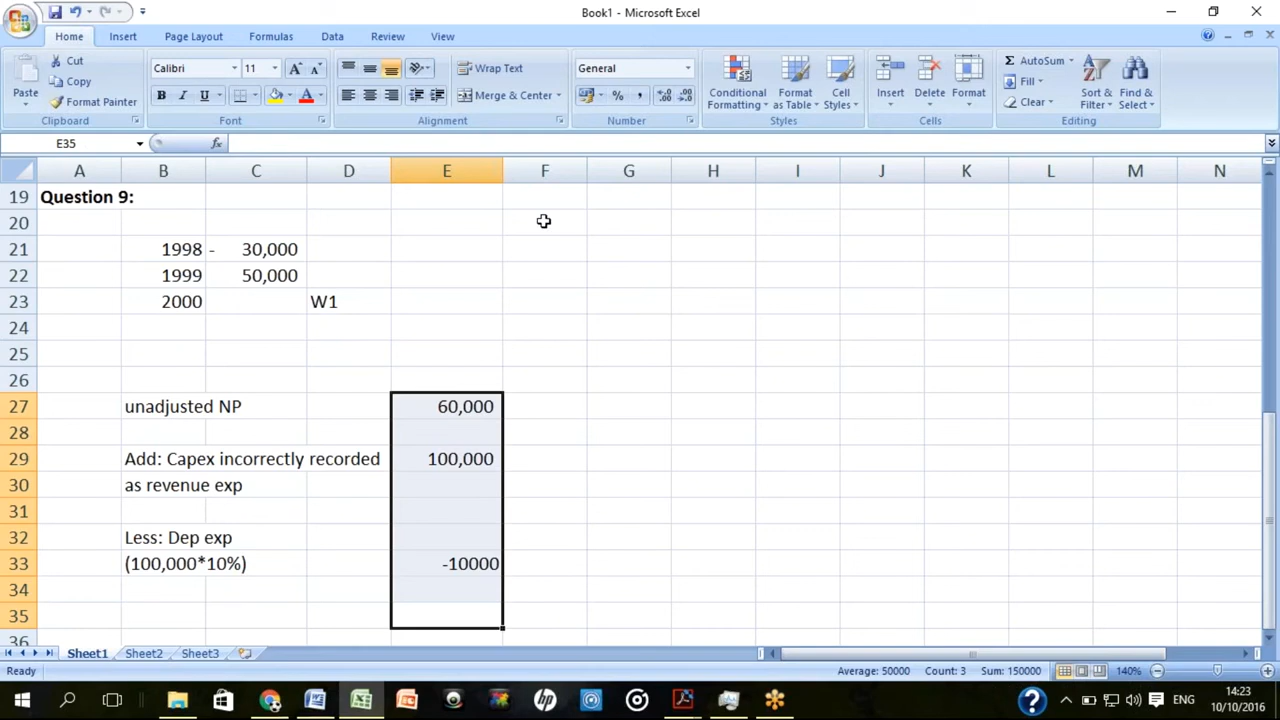 Book1 - Microsoft Excel
Home Insert Page Layout Formulas Data Review View
Paste
Cut
Copy
Format Painter
Clipboard
Calibri 11
Font
Wrap Text
Merge & Center
Alignment
General
Number
Conditional Formatting
Format as Table
Cell Styles
Styles
Insert Delete Format
Cells
AutoSum
Fill
Clear
Sort & Filter
Find & Select
Editing
E35
A B C D E F G H I J K L M N
19 Question 9:
20
21 1998 - 30,000
22 1999 50,000
23 2000 W1
24
25
26
27 unadjusted NP 60,000
28
29 Add: Capex incorrectly recorded 100,000
30 as revenue exp
31
32 Less: Dep exp
33 (100,000*10%) -10000
34
35
36
Sheet1 Sheet2 Sheet3
Ready Average: 50000 Count: 3 Sum: 150000 140%
ENG 14:23
10/10/2016